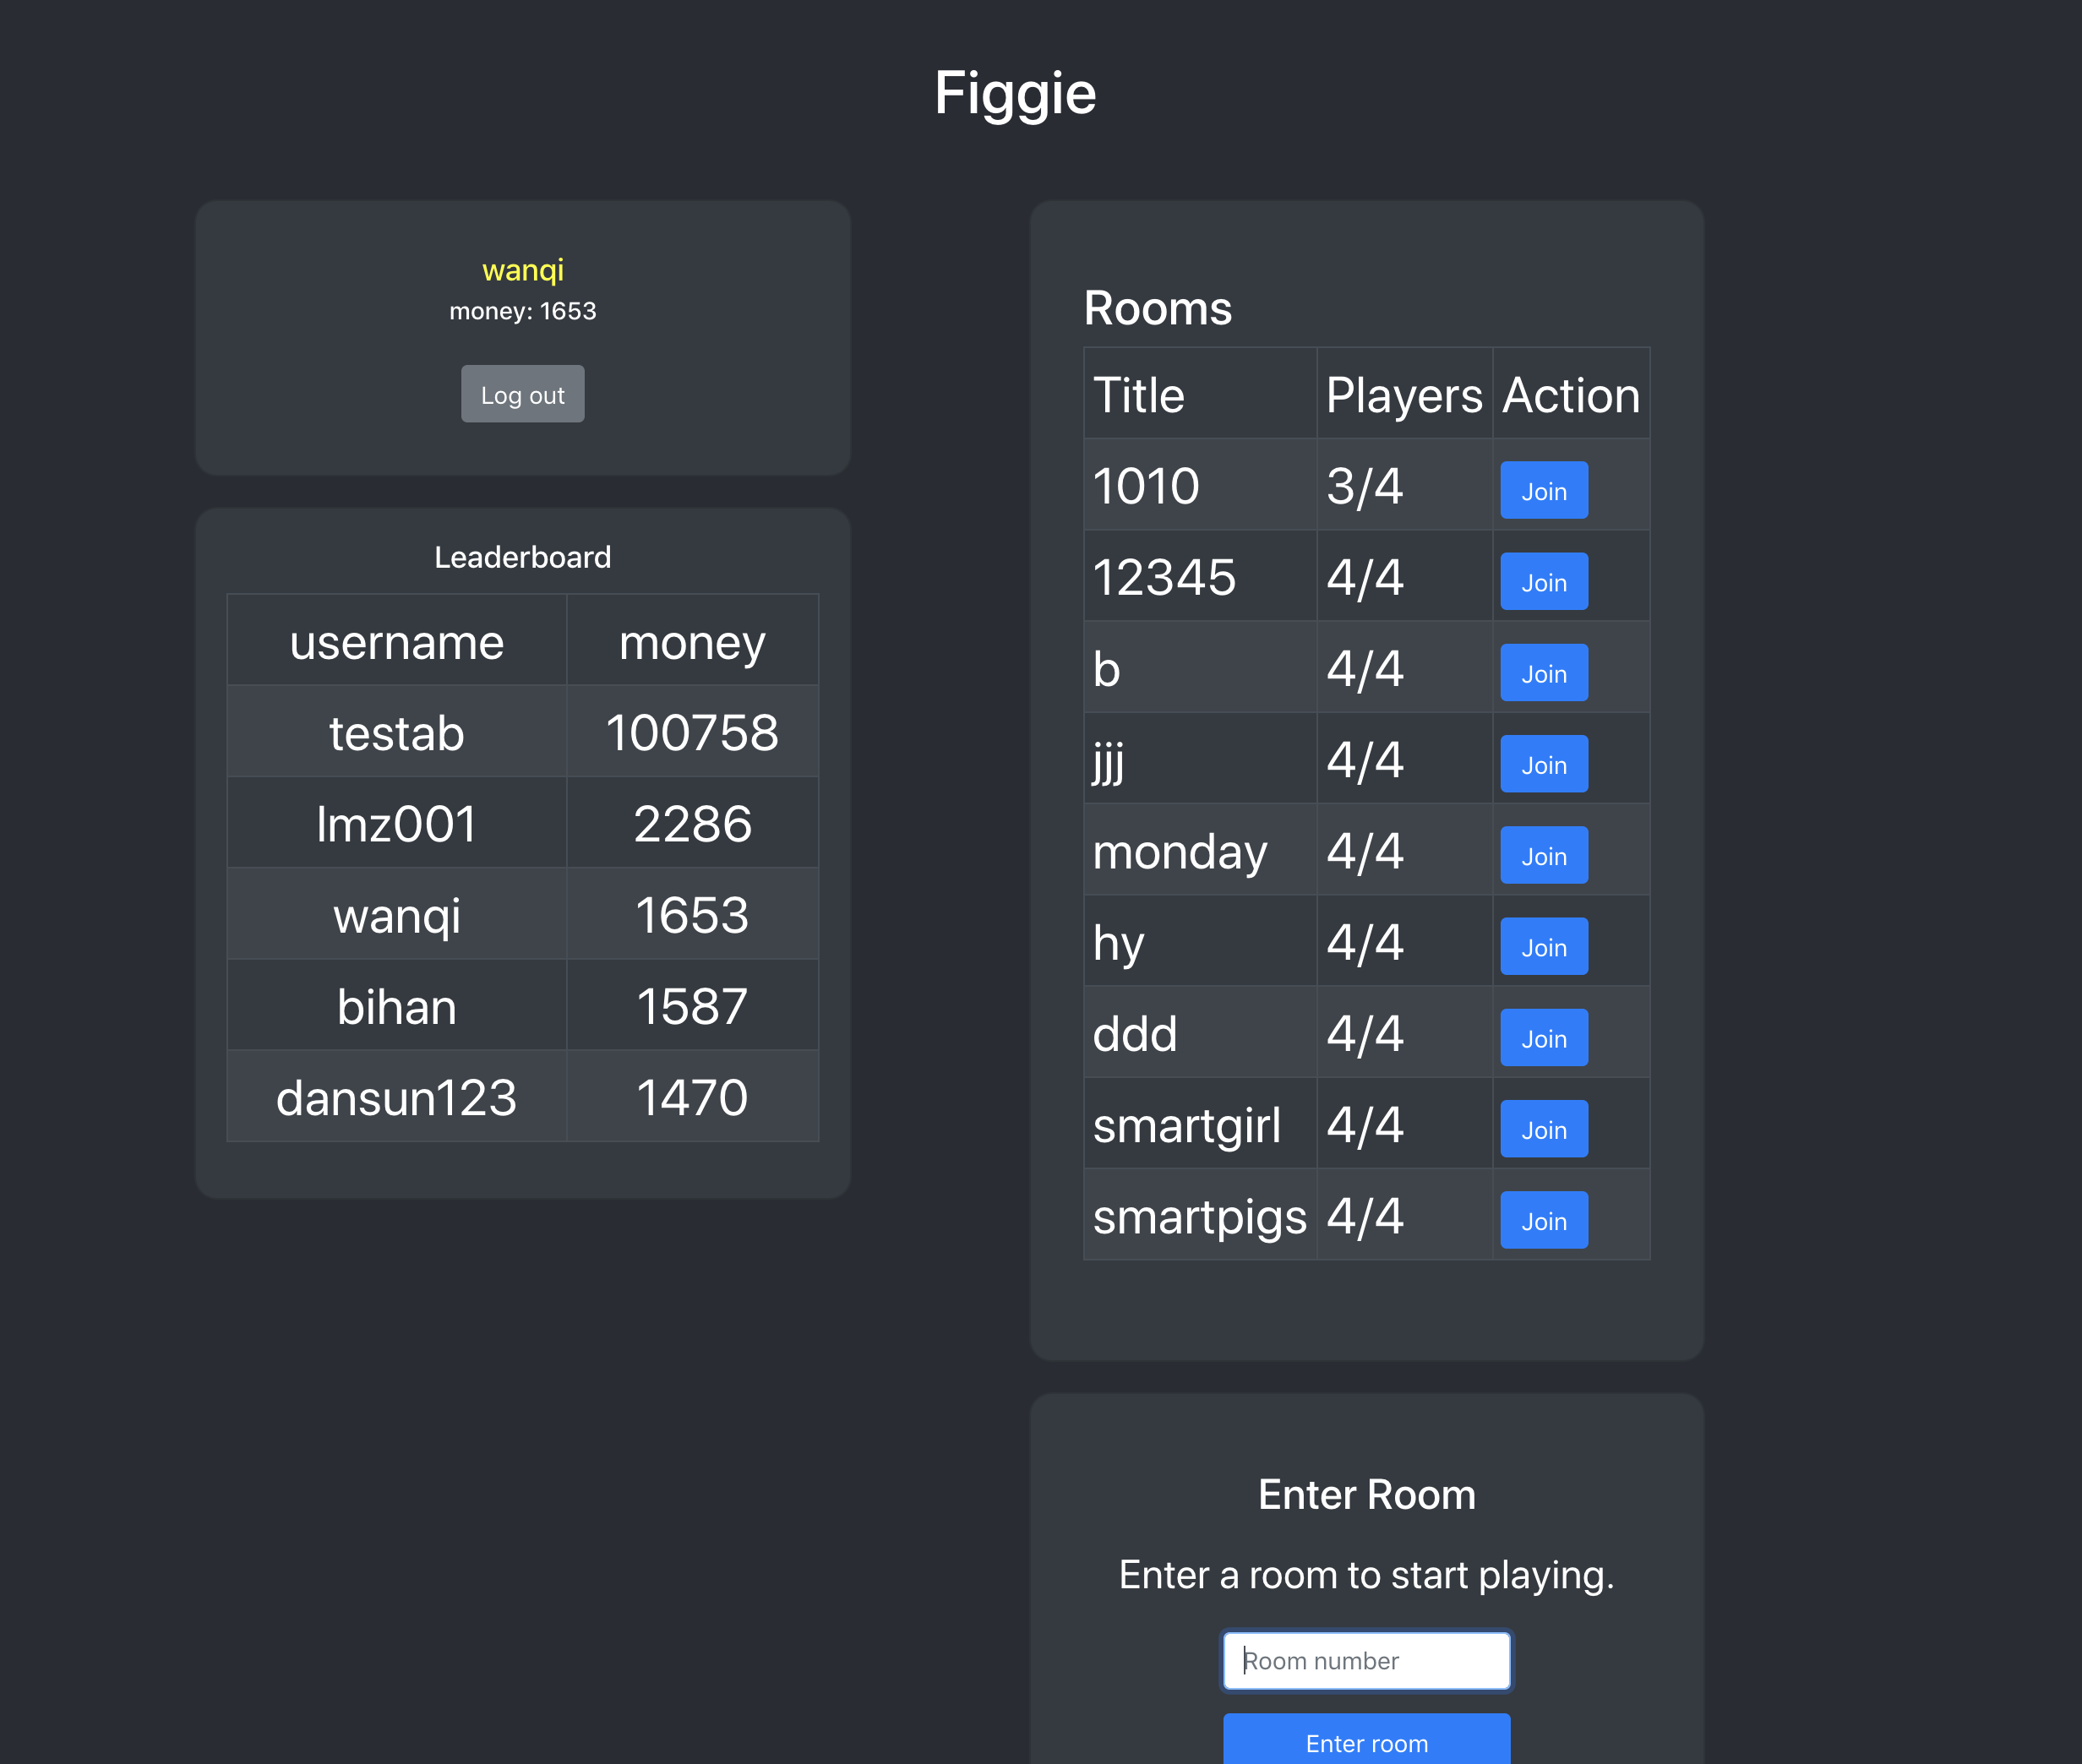 Figgie
wanqi
money: 1653
Log out
Leaderboard
username money
testab 100758
lmz001 2286
wanqi 1653
bihan 1587
dansun123 1470
Rooms
Title Players Action
1010 3/4 Join
12345 4/4 Join
b 4/4 Join
jjj 4/4 Join
monday 4/4 Join
hy 4/4 Join
ddd 4/4 Join
smartgirl 4/4 Join
smartpigs 4/4 Join
Enter Room
Enter a room to start playing.
Room number
Enter room